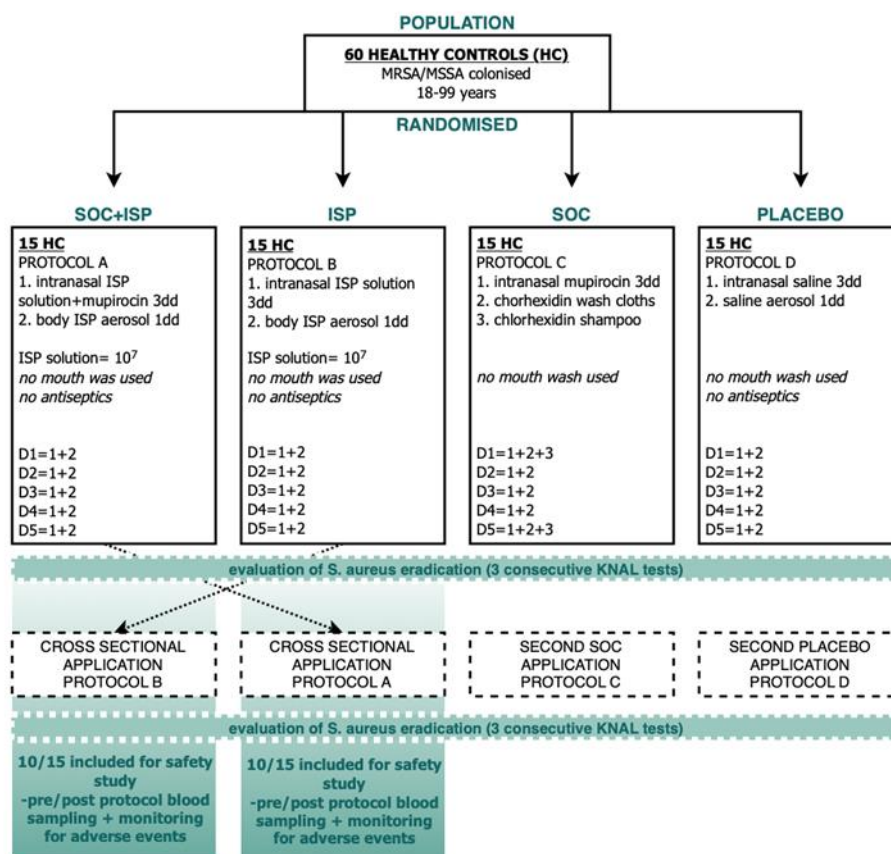 POPULATION
60 HEALTHY CONTROLS (HC)
MRSA/MSSA colonised
18-99 years
RANDOMISED
SOC+ISP
15 HC
PROTOCOL A
1. intranasal ISP
solution+mupirocin 3dd
2. body ISP aerosol 1dd
ISP solution= 10⁷
no mouth was used
no antiseptics
D1=1+2
D2=1+2
D3=1+2
D4=1+2
D5=1+2
ISP
15 HC
PROTOCOL B
1. intranasal ISP solution
3dd
2. body ISP aerosol 1dd
ISP solution= 10⁷
no mouth was used
no antiseptics
D1=1+2
D2=1+2
D3=1+2
D4=1+2
D5=1+2
SOC
15 HC
PROTOCOL C
1. intranasal mupirocin 3dd
2. chorhexidin wash cloths
3. chlorhexidin shampoo
no mouth wash used
D1=1+2+3
D2=1+2
D3=1+2
D4=1+2
D5=1+2+3
PLACEBO
15 HC
PROTOCOL D
1. intranasal saline 3dd
2. saline aerosol 1dd
no mouth wash used
no antiseptics
D1=1+2
D2=1+2
D3=1+2
D4=1+2
D5=1+2
evaluation of S. aureus eradication (3 consecutive KNAL tests)
CROSS SECTIONAL
APPLICATION
PROTOCOL B
CROSS SECTIONAL
APPLICATION
PROTOCOL A
SECOND SOC
APPLICATION
PROTOCOL C
SECOND PLACEBO
APPLICATION
PROTOCOL D
evaluation of S. aureus eradication (3 consecutive KNAL tests)
10/15 included for safety
study
-pre/post protocol blood
sampling + monitoring
for adverse events
10/15 included for safety
study
-pre/post protocol blood
sampling + monitoring
for adverse events